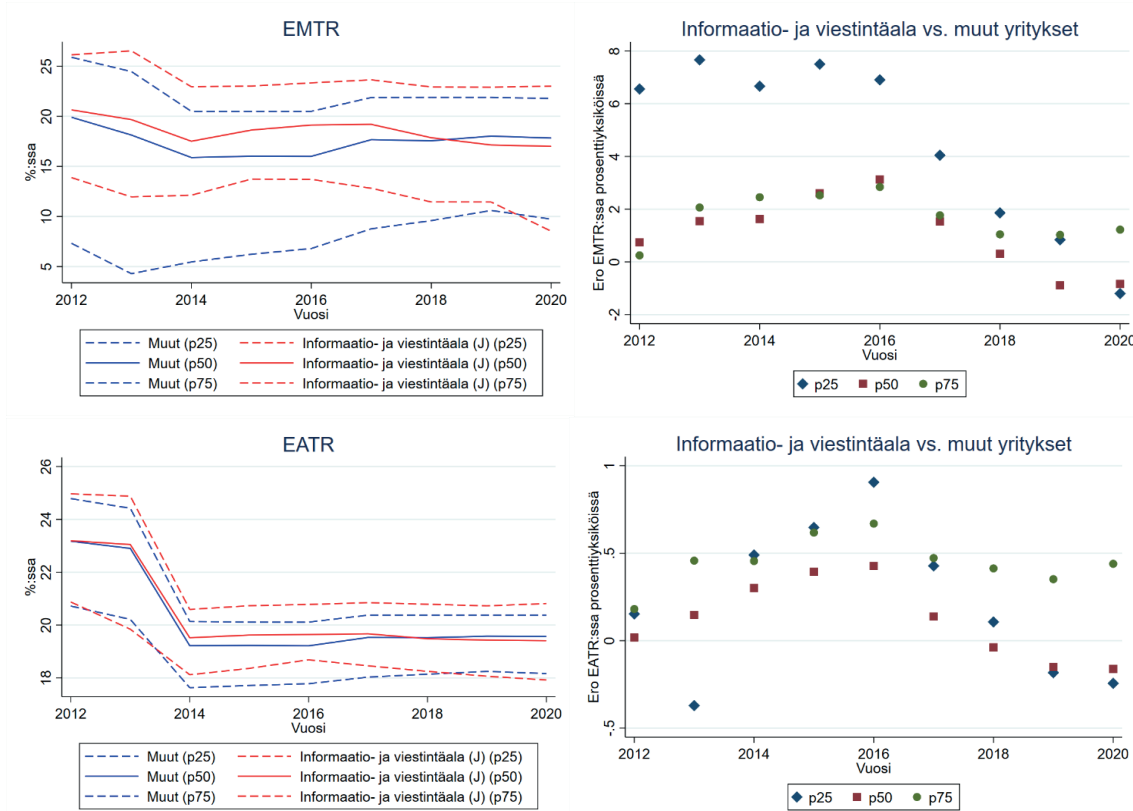 EMTR
25
20
15
10
5
%:ssa
2012 2014 2016 2018 2020
Vuosi
Muut (p25) Informaatio- ja viestintäala (J) (p25)
Muut (p50) Informaatio- ja viestintäala (J) (p50)
Muut (p75) Informaatio- ja viestintäala (J) (p75)
Informaatio- ja viestintäala vs. muut yritykset
8
6
4
2
0
-2
Ero EMTR:ssa prosenttiyksiköissä
2012 2014 2016 2018 2020
Vuosi
p25 p50 p75
EATR
26
24
22
20
18
%:ssa
2012 2014 2016 2018 2020
Vuosi
Muut (p25) Informaatio- ja viestintäala (J) (p25)
Muut (p50) Informaatio- ja viestintäala (J) (p50)
Muut (p75) Informaatio- ja viestintäala (J) (p75)
Informaatio- ja viestintäala vs. muut yritykset
1
.5
0
-.5
Ero EATR:ssa prosenttiyksiköissä
2012 2014 2016 2018 2020
Vuosi
p25 p50 p75